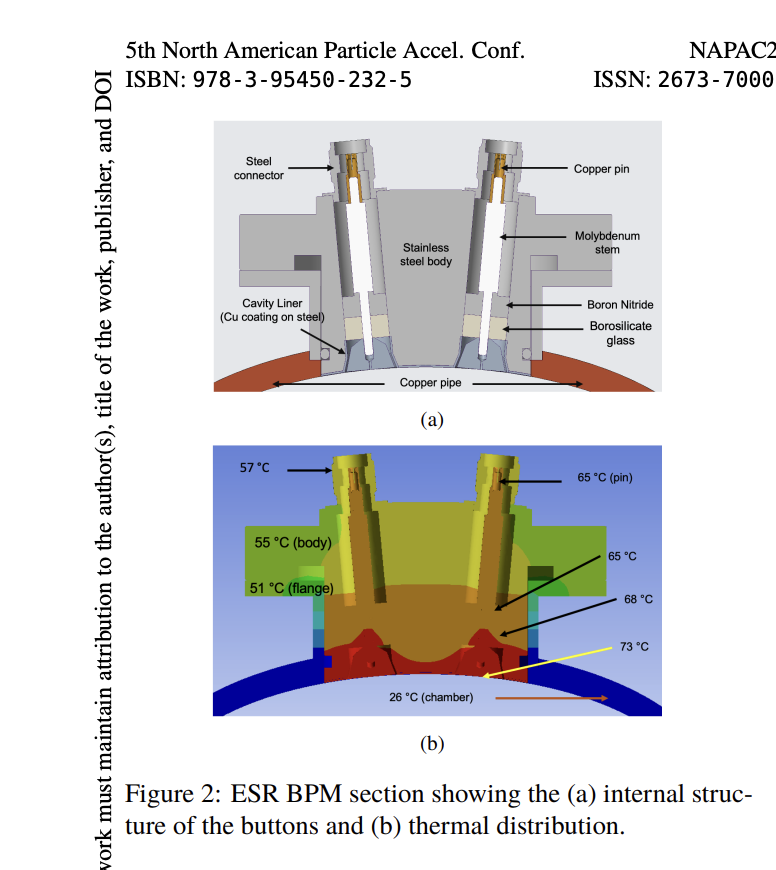 5th North American Particle Accel. Conf.
NAPAC2
ISBN: 978-3-95450-232-5
ISSN: 2673-7000
work must maintain attribution to the author(s), title of the work, publisher, and DOI
Steel
connector
Copper pin
Molybdenum
stem
Stainless
steel body
Cavity Liner
(Cu coating on steel)
Boron Nitride
Borosilicate
glass
Copper pipe
(a)
57 °C
65 °C (pin)
55 °C (body)
65 °C
51 °C (flange)
68 °C
73 °C
26 °C (chamber)
(b)
Figure 2: ESR BPM section showing the (a) internal struc-
ture of the buttons and (b) thermal distribution.